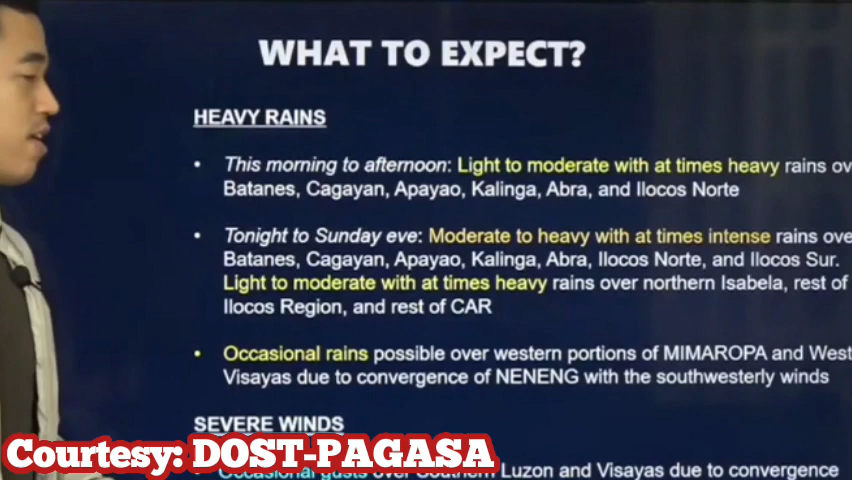 WHAT TO EXPECT?
HEAVY RAINS
• This morning to afternoon: Light to moderate with at times heavy rains
Batanes, Cagayan, Apayao, Kalinga, Abra, and Ilocos Norte
• Tonight to Sunday eve: Moderate to heavy with at times intense rains
Batanes, Cagayan, Apayao, Kalinga, Abra, Ilocos Norte, and Ilocos Sur.
Light to moderate with at times heavy rains over northern Isabela, rest of
Ilocos Region, and rest of CAR
• Occasional rains possible over western portions of MIMAROPA and West
Visayas due to convergence of NENENG with the southwesterly winds
SEVERE WINDS
Courtesy: DOST-PAGASA
Occasional gusts over Southern Luzon and Visayas due to convergence